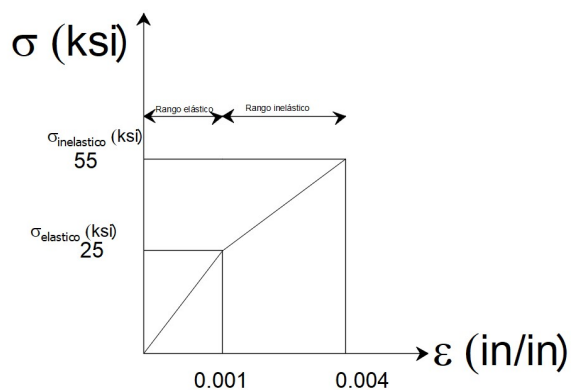 σ (ksi)
Rango elástico
Rango inelástico
σinelastico (ksi)
55
σelastico (ksi)
25
ε (in/in)
0.001
0.004